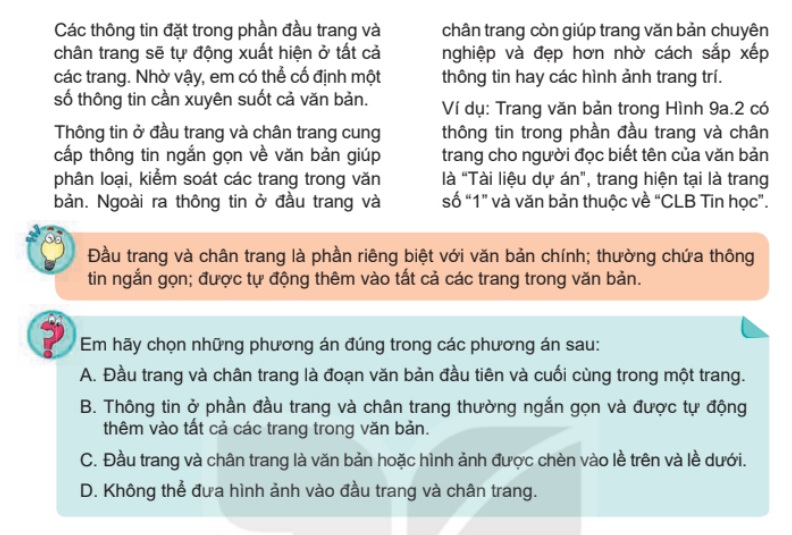 Các thông tin đặt trong phần đầu trang và
chân trang sẽ tự động xuất hiện ở tất cả
các trang. Nhờ vậy, em có thể cố định một
số thông tin cần xuyên suốt cả văn bản.
Thông tin ở đầu trang và chân trang cung
cấp thông tin ngắn gọn về văn bản giúp
phân loại, kiểm soát các trang trong văn
bản. Ngoài ra thông tin ở đầu trang và
chân trang còn giúp trang văn bản chuyên
nghiệp và đẹp hơn nhờ cách sắp xếp
thông tin hay các hình ảnh trang trí.
Ví dụ: Trang văn bản trong Hình 9a.2 có
thông tin trong phần đầu trang và chân
trang cho người đọc biết tên của văn bản
là “Tài liệu dự án”, trang hiện tại là trang
số “1” và văn bản thuộc về “CLB Tin học”.
Đầu trang và chân trang là phần riêng biệt với văn bản chính; thường chứa thông
tin ngắn gọn; được tự động thêm vào tất cả các trang trong văn bản.
Em hãy chọn những phương án đúng trong các phương án sau:
A. Đầu trang và chân trang là đoạn văn bản đầu tiên và cuối cùng trong một trang.
B. Thông tin ở phần đầu trang và chân trang thường ngắn gọn và được tự động
thêm vào tất cả các trang trong văn bản.
C. Đầu trang và chân trang là văn bản hoặc hình ảnh được chèn vào lề trên và lề dưới.
D. Không thể đưa hình ảnh vào đầu trang và chân trang.